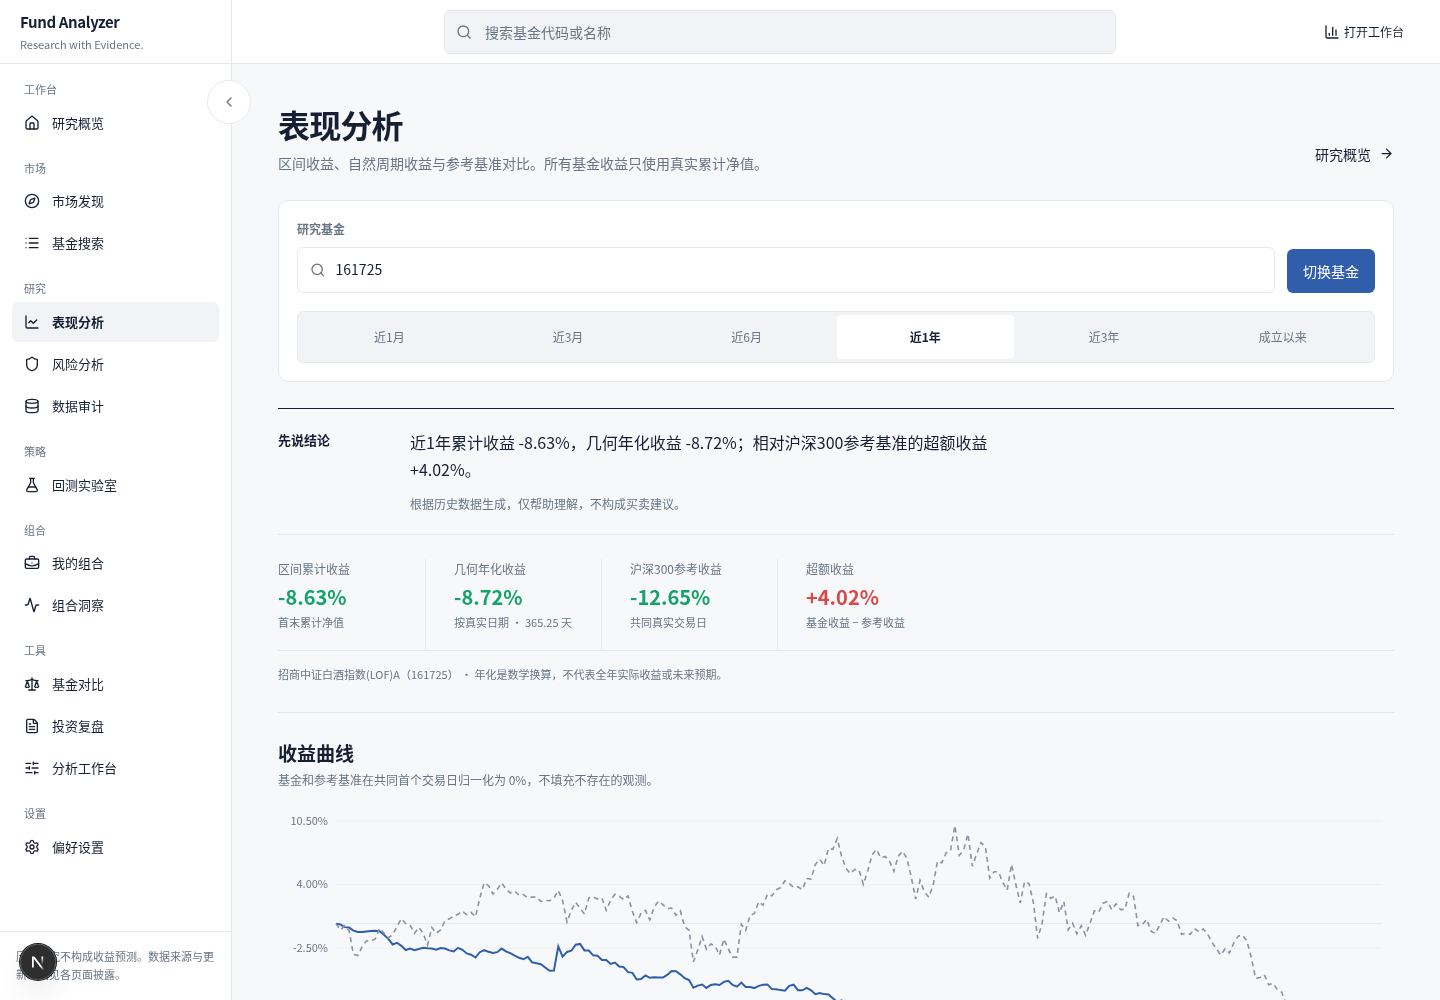 Fund Analyzer
Research with Evidence.
搜索基金代码或名称
打开工作台
工作台
研究概览
市场
市场发现
基金搜索
研究
表现分析
风险分析
数据审计
策略
回测实验室
组合
我的组合
组合洞察
工具
基金对比
投资复盘
分析工作台
设置
偏好设置
不构成收益预测。数据来源与更
见各页面披露。
N
表现分析
区间收益、自然周期收益与参考基准对比。所有基金收益只使用真实累计净值。
研究概览
研究基金
161725
切换基金
近1月 近3月 近6月 近1年 近3年 成立以来
先说结论
近1年累计收益 -8.63%，几何年化收益 -8.72%；相对沪深300参考基准的超额收益
+4.02%。
根据历史数据生成，仅帮助理解，不构成买卖建议。
区间累计收益
-8.63%
首末累计净值
几何年化收益
-8.72%
按真实日期 · 365.25 天
沪深300参考收益
-12.65%
共同真实交易日
超额收益
+4.02%
基金收益 − 参考收益
招商中证白酒指数(LOF)A（161725） · 年化是数学换算，不代表全年实际收益或未来预期。
收益曲线
基金和参考基准在共同首个交易日归一化为 0%，不填充不存在的观测。
10.50%
4.00%
-2.50%